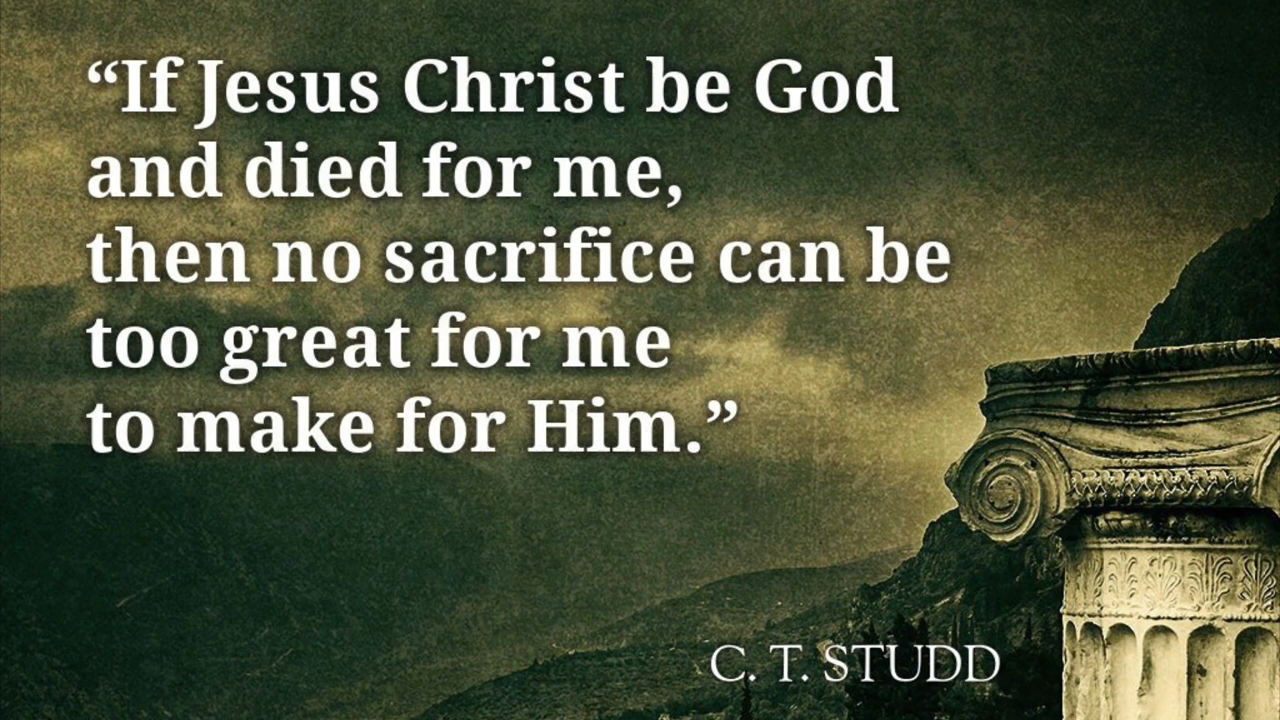 “If Jesus Christ be God
and died for me,
then no sacrifice can be
too great for me
to make for Him.”
C. T. STUDD